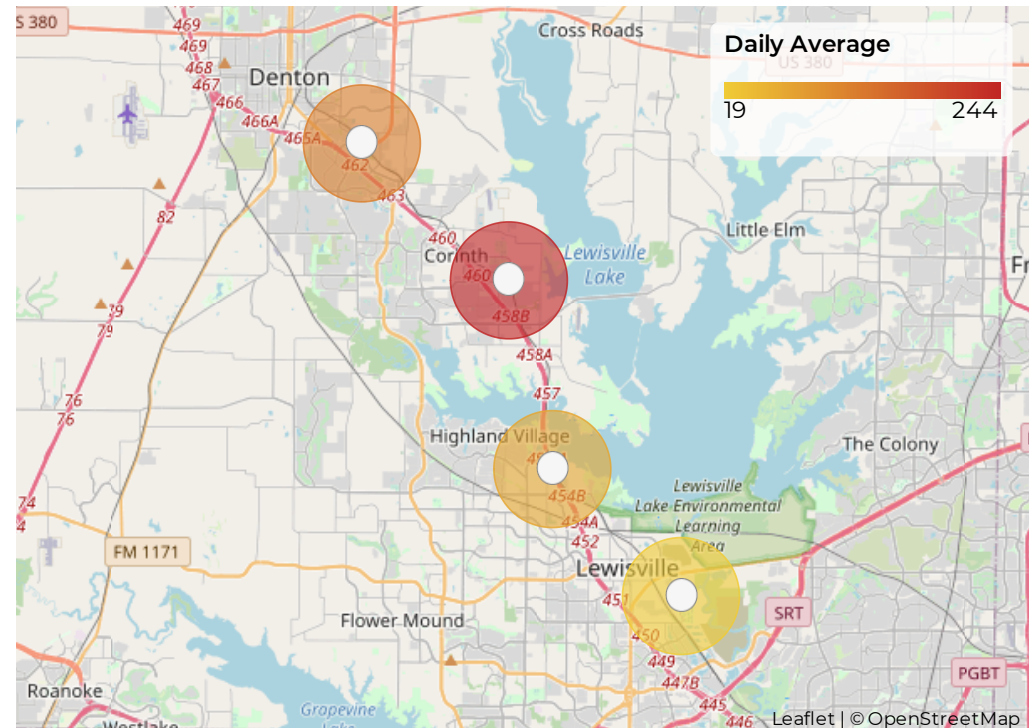 S 380
469
469
468
467
466
466A
465A
462
463
Denton
Cross Roads
US 380
Daily Average
19
244
82
460
Corinth
460
458B
458A
457
Lewisville
Lake
Little Elm
Fr
79
79
76
76
74
4
Highland Village
454B
454A
452
The Colony
Lewisville
Lake Environmental
Learning
Area
FM 1171
Lewisville
451
450
449
447B
445
446
Flower Mound
SRT
PGBT
Roanoke
Westlake
Grapevine
Lake
Leaflet | © OpenStreetMap